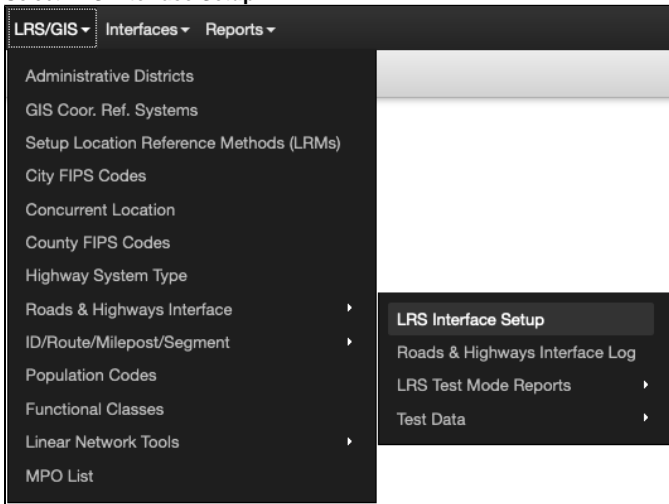 LRS/GIS Interfaces Reports
Administrative Districts
GIS Coor. Ref. Systems
Setup Location Reference Methods (LRMs)
City FIPS Codes
Concurrent Location
County FIPS Codes
Highway System Type
Roads & Highways Interface
ID/Route/Milepost/Segment
Population Codes
Functional Classes
Linear Network Tools
MPO List
LRS Interface Setup
Roads & Highways Interface Log
LRS Test Mode Reports
Test Data